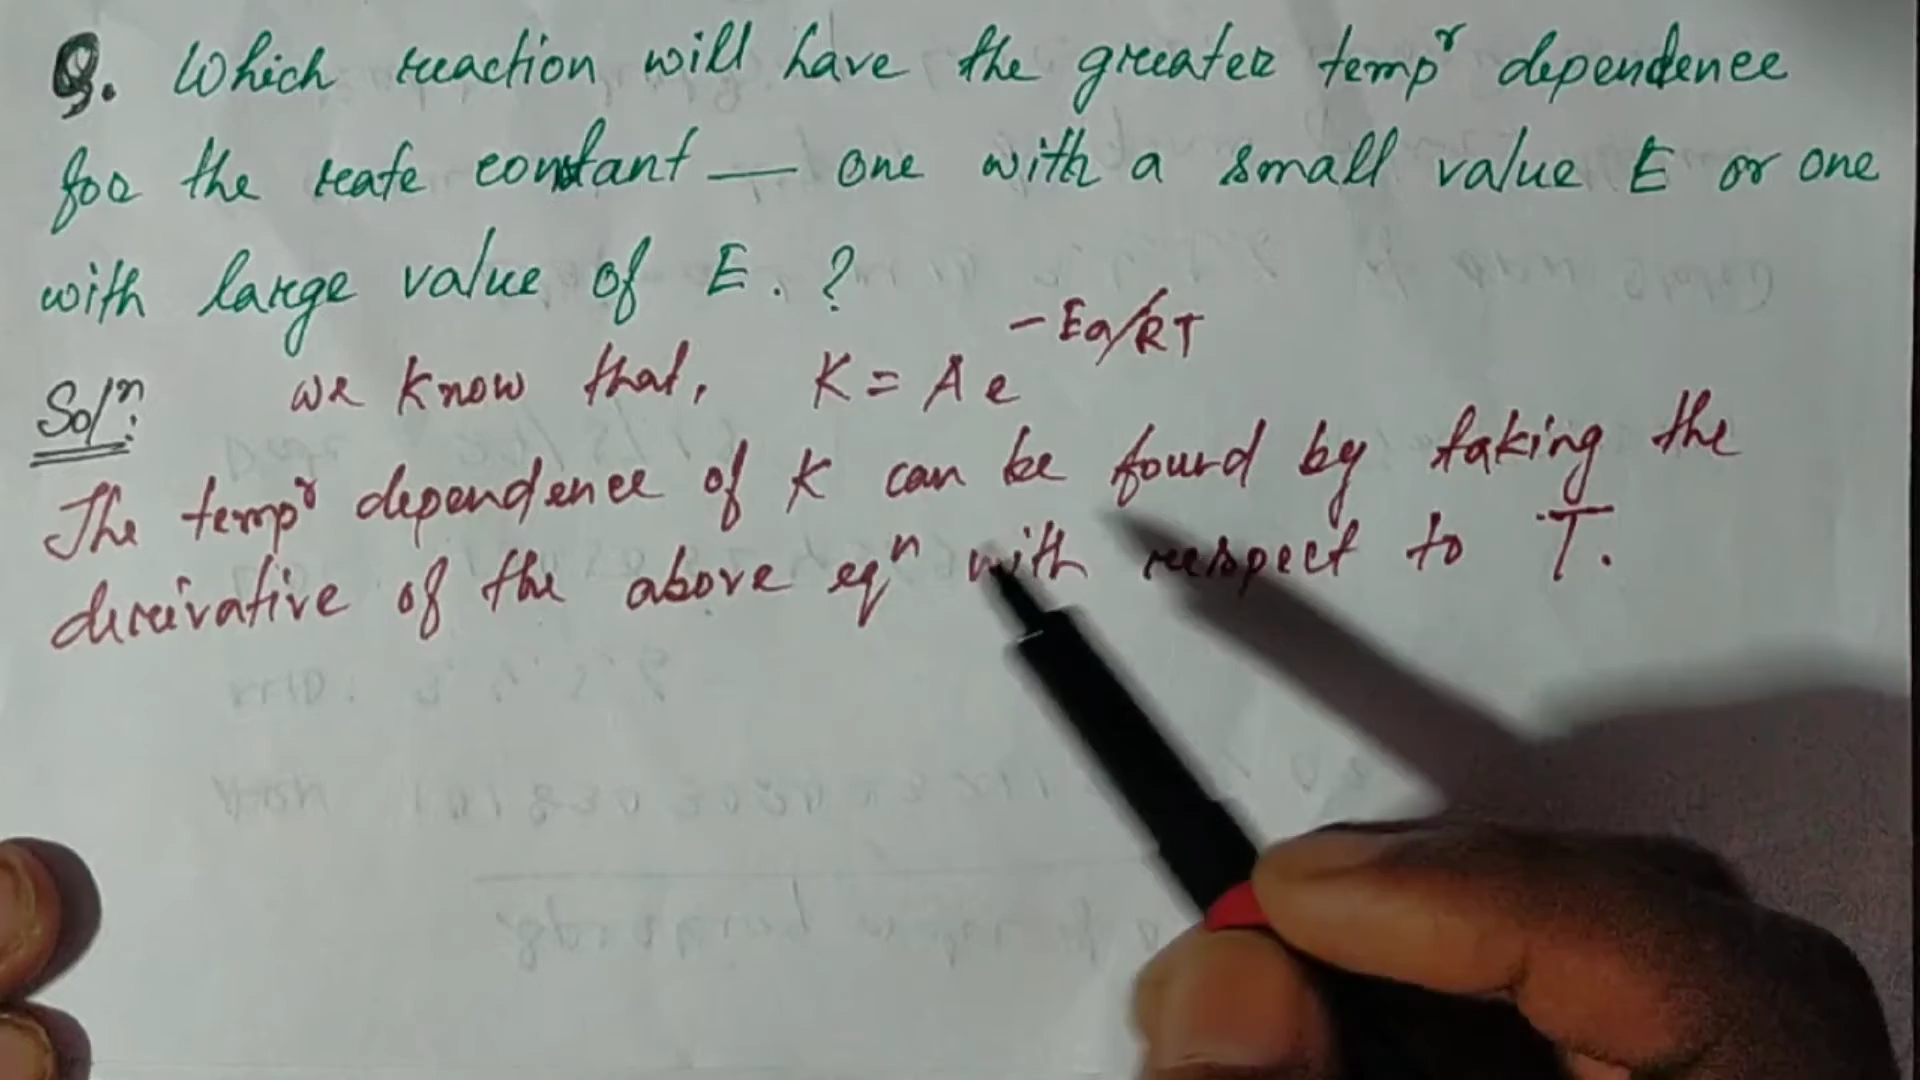 Q. Which reaction will have the greater tempr dependence
for the rate constant — one with a small value E or one
with large value of E. ?
Soln: we know that, K = A e^-Ea/RT
The tempr dependence of K can be found by taking the
derivative of the above eqn with respect to T.